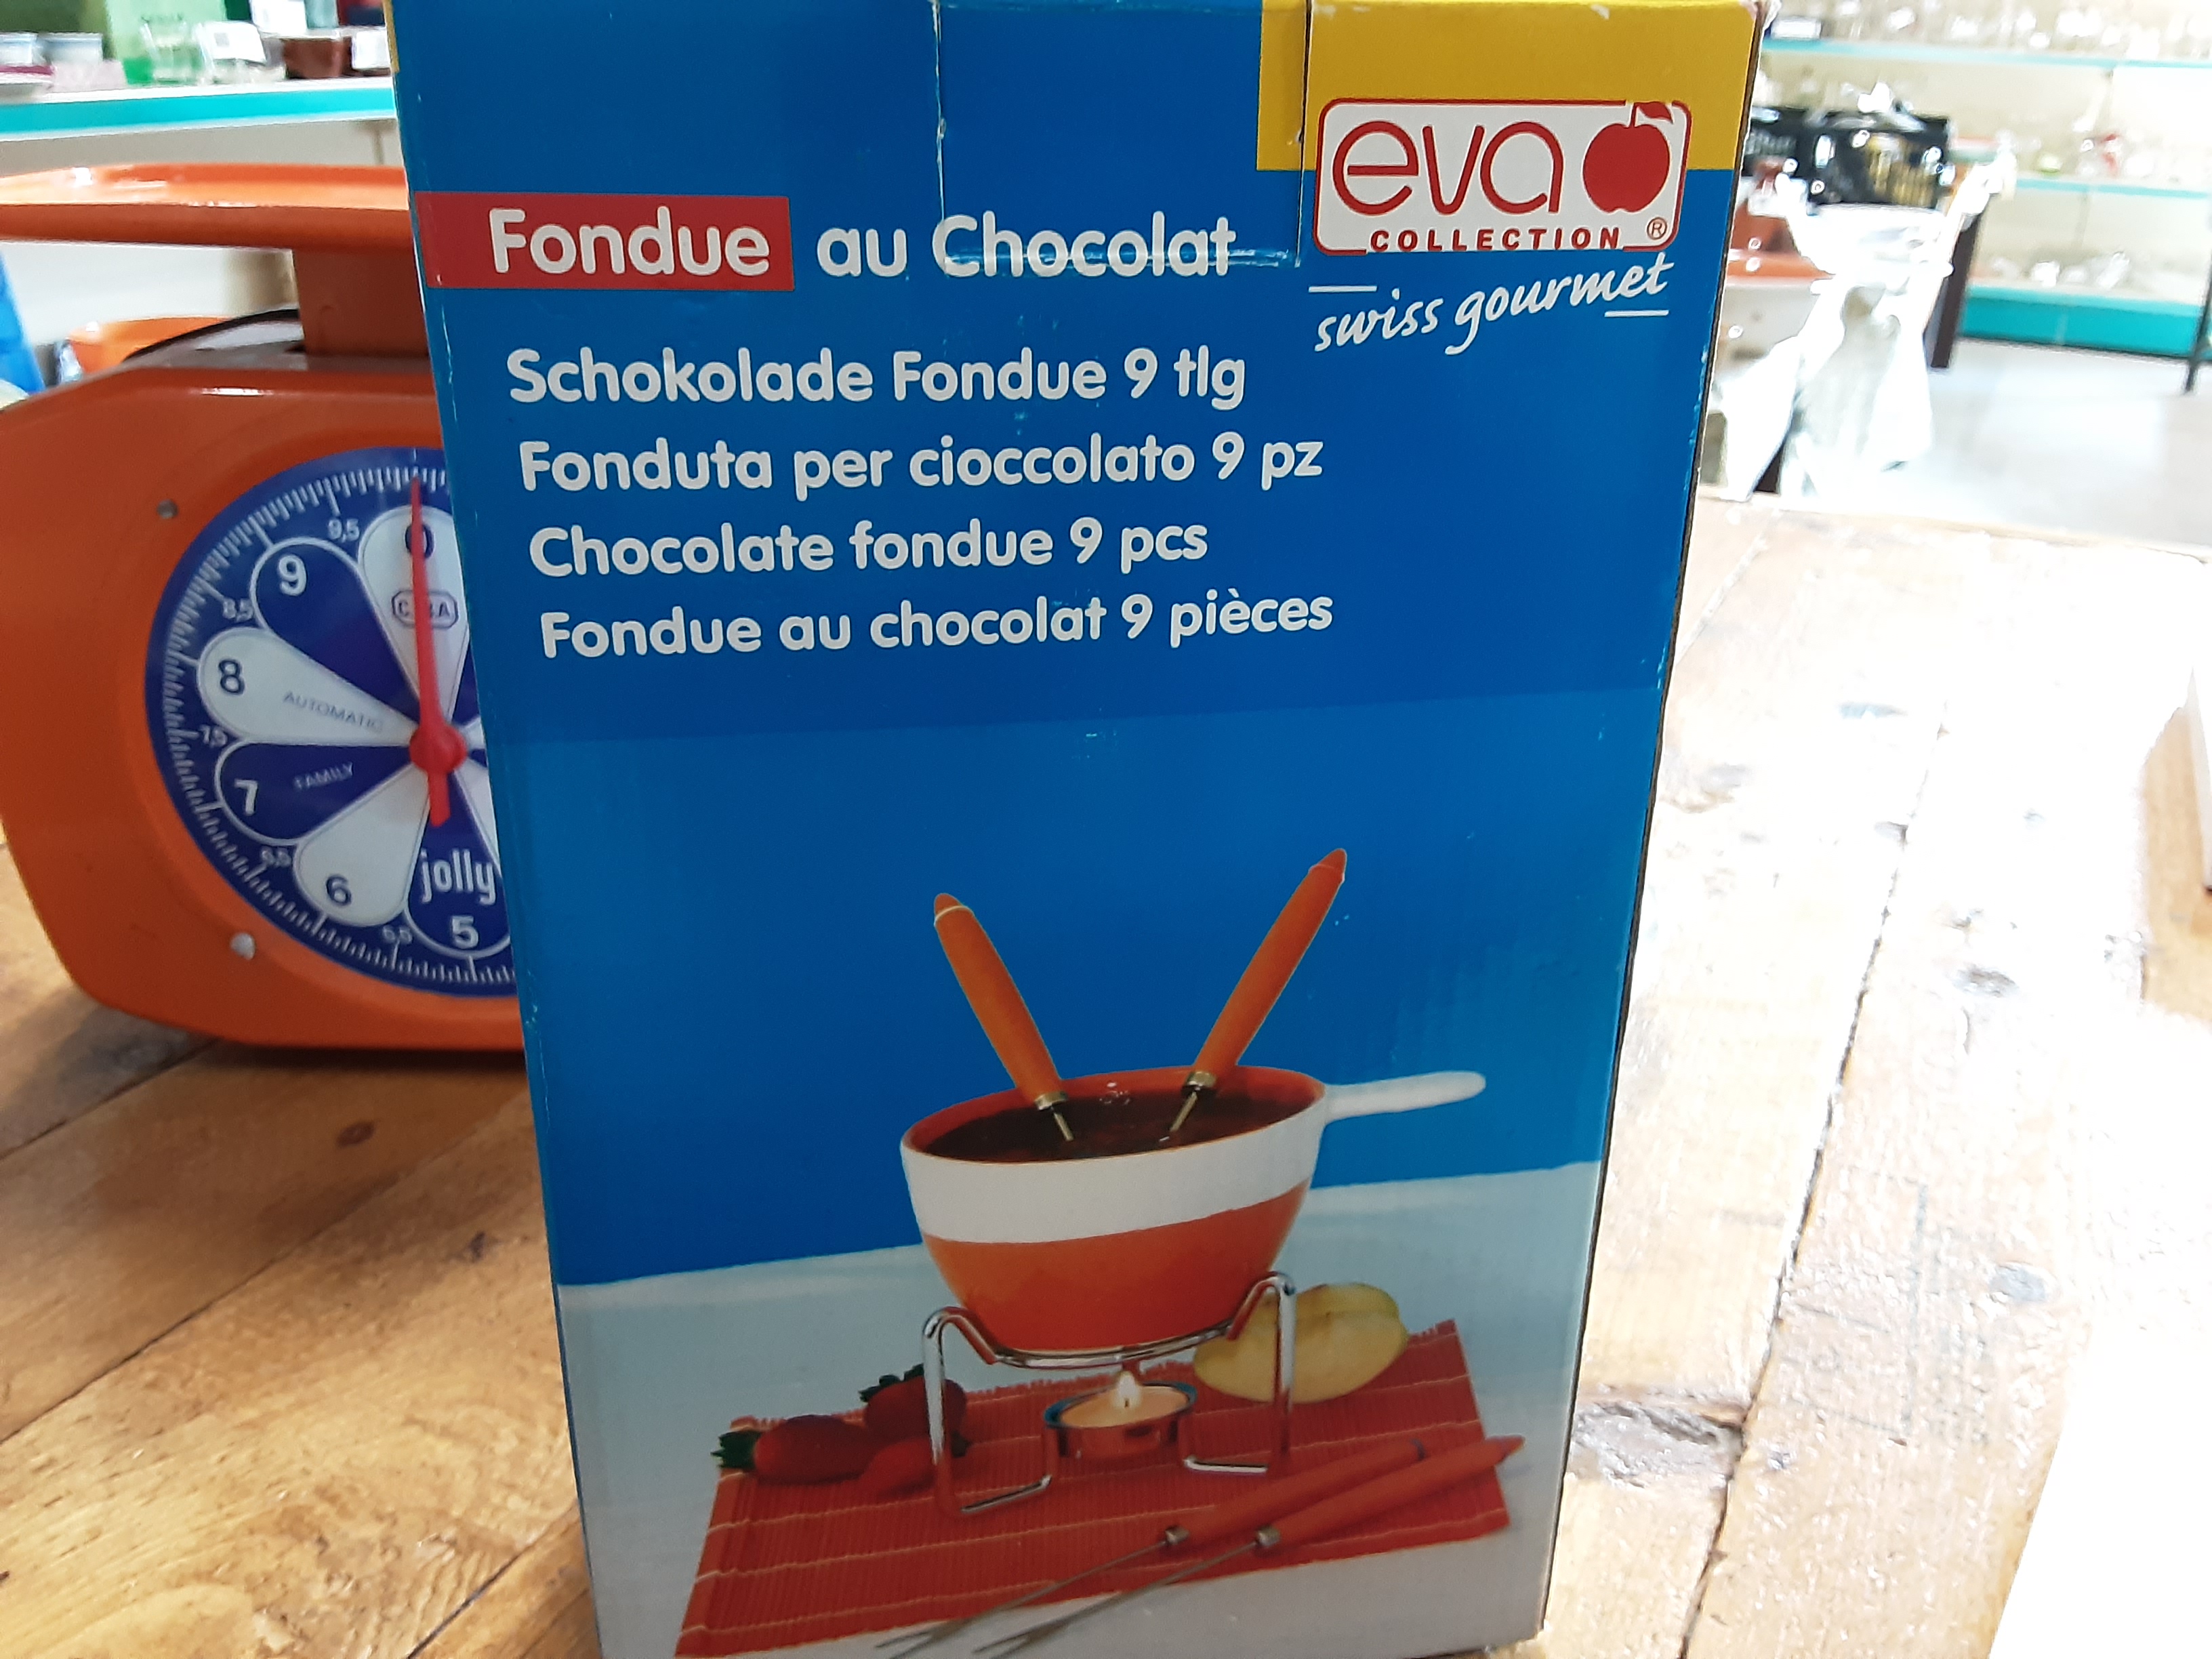 eva
COLLECTION ®
swiss gourmet
Fondue au Chocolat
Schokolade Fondue 9 tlg
Fonduta per cioccolato 9 pz
Chocolate fondue 9 pcs
Fondue au chocolat 9 pièces
0
9,5
9
8,5
8
AUTOMATIC
7,5
7
FAMILY
6,5
6
jolly
5